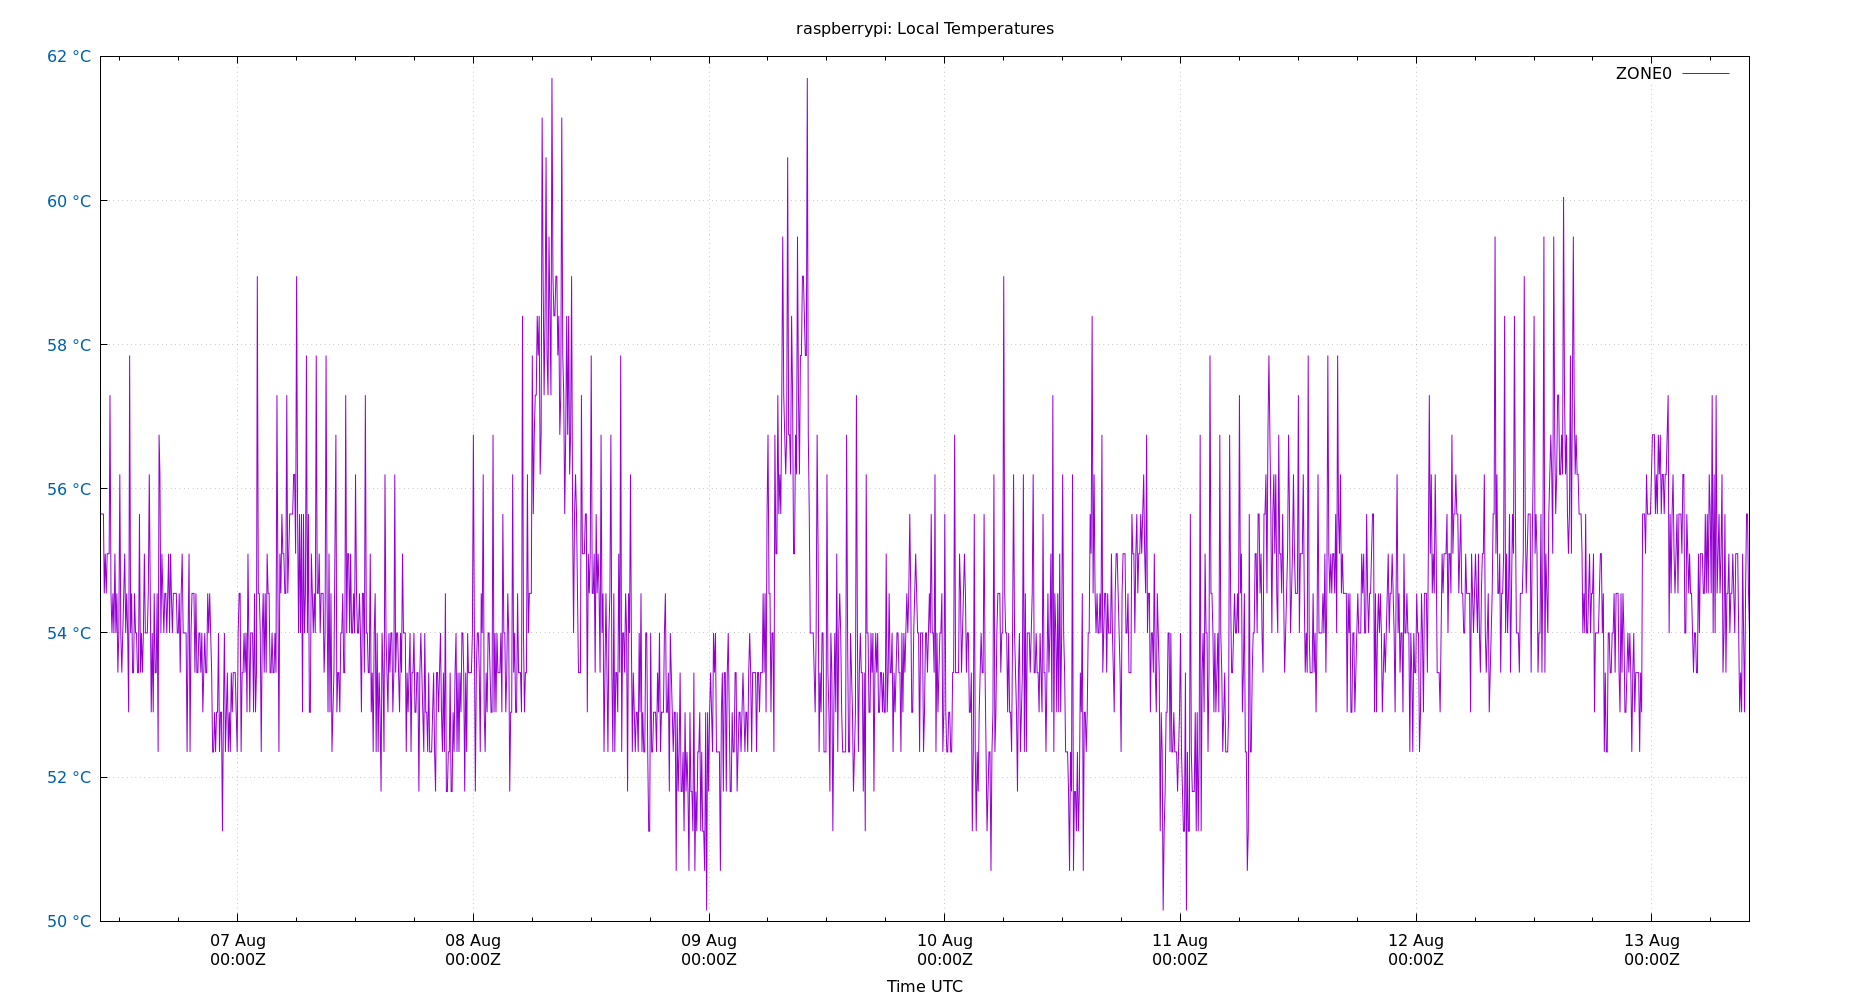 raspberrypi: Local Temperatures
62 °C
ZONE0
60 °C
58 °C
56 °C
54 °C
52 °C
50 °C
07 Aug 08 Aug 09 Aug 10 Aug 11 Aug 12 Aug 13 Aug
00:00Z 00:00Z 00:00Z 00:00Z 00:00Z 00:00Z 00:00Z
Time UTC